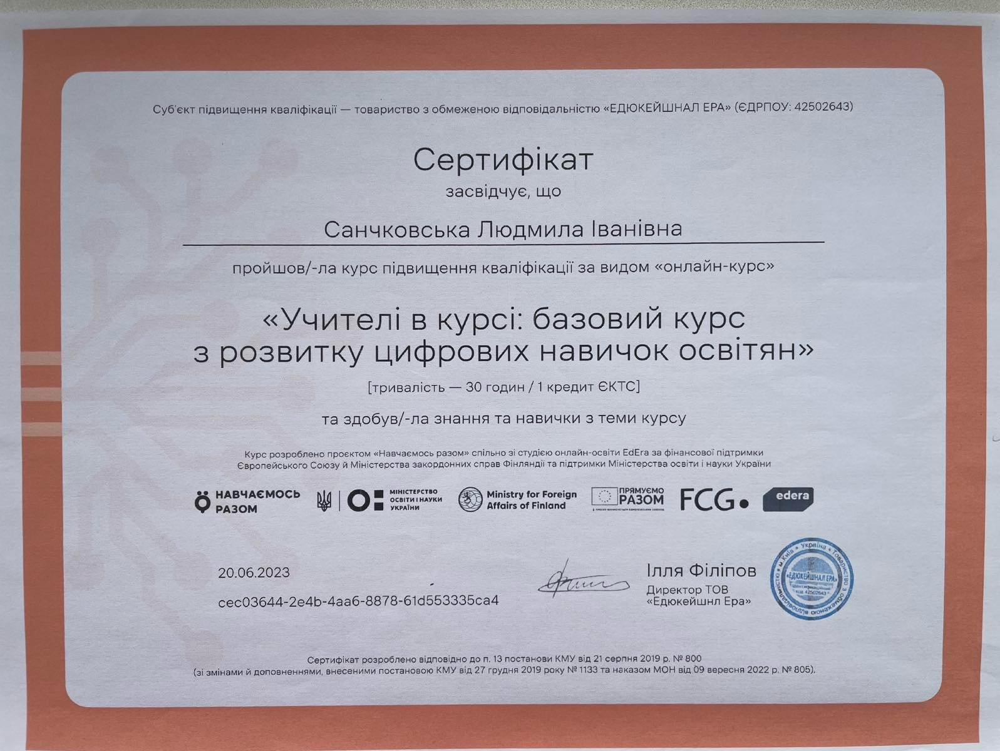 Суб'єкт підвищення кваліфікації — товариство з обмеженою відповідальністю «ЕДЮКЕЙШНАЛ ЕРА» (ЄДРПОУ: 42502643)
Сертифікат
засвідчує, що
Санчковська Людмила Іванівна
пройшов/-ла курс підвищення кваліфікації за видом «онлайн-курс»
«Учителі в курсі: базовий курс
з розвитку цифрових навичок освітян»
[тривалість — 30 годин / 1 кредит ЄКТС]
та здобув/-ла знання та навички з теми курсу
Курс розроблено проєктом «Навчаємось разом» спільно зі студією онлайн-освіти EdEra за фінансової підтримки
Європейського Союзу й Міністерства закордонних справ Фінляндії та підтримки Міністерства освіти і науки України
НАВЧАЄМОСЬ
РАЗОМ
МІНІСТЕРСТВО
ОСВІТИ І НАУКИ
УКРАЇНИ
Ministry for Foreign
Affairs of Finland
ПРЯМУЄМО
РАЗОМ
FCG.
edera
20.06.2023
cec03644-2e4b-4aa6-8878-61d553335ca4
Ілля Філіпов
Директор ТОВ
«Едюкейшнл Ера»
м.Київ * Україна * Товариство з обмеженою відповідальністю
«ЕДЮКЕЙШНАЛ ЕРА»
42502643
Сертифікат розроблено відповідно до п. 13 постанови КМУ від 21 серпня 2019 р. № 800
(зі змінами й доповненнями, внесеними постановою КМУ від 27 грудня 2019 року № 1133 та наказом МОН від 09 вересня 2022 р. № 805).